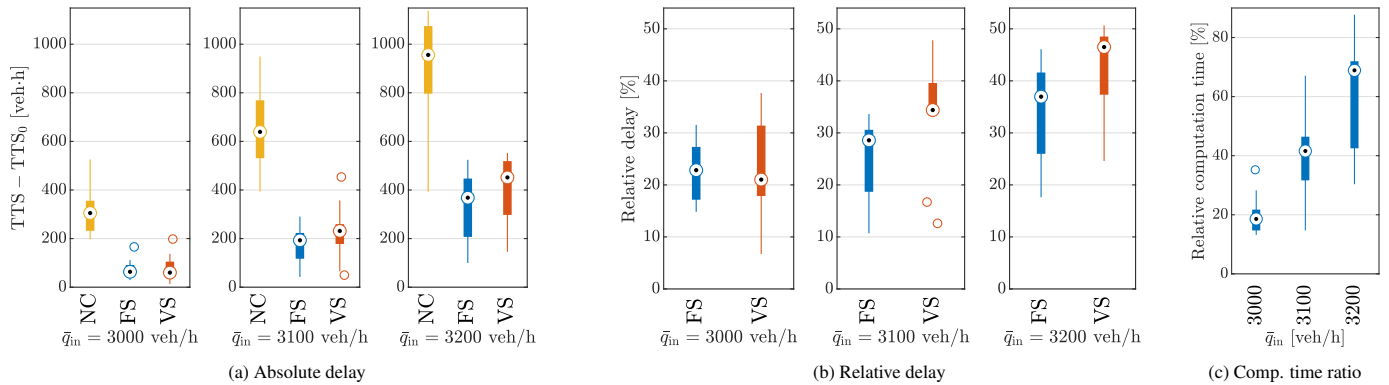 TTS − TTS₀ [veh·h]
1000
800
600
400
200
0
NC
FS
VS
q̄in = 3000 veh/h
1000
800
600
400
200
0
NC
FS
VS
q̄in = 3100 veh/h
1000
800
600
400
200
0
NC
FS
VS
q̄in = 3200 veh/h
(a) Absolute delay
Relative delay [%]
50
40
30
20
10
0
FS
VS
q̄in = 3000 veh/h
50
40
30
20
10
0
FS
VS
q̄in = 3100 veh/h
50
40
30
20
10
0
FS
VS
q̄in = 3200 veh/h
(b) Relative delay
Relative computation time [%]
80
60
40
20
0
3000
3100
3200
q̄in [veh/h]
(c) Comp. time ratio